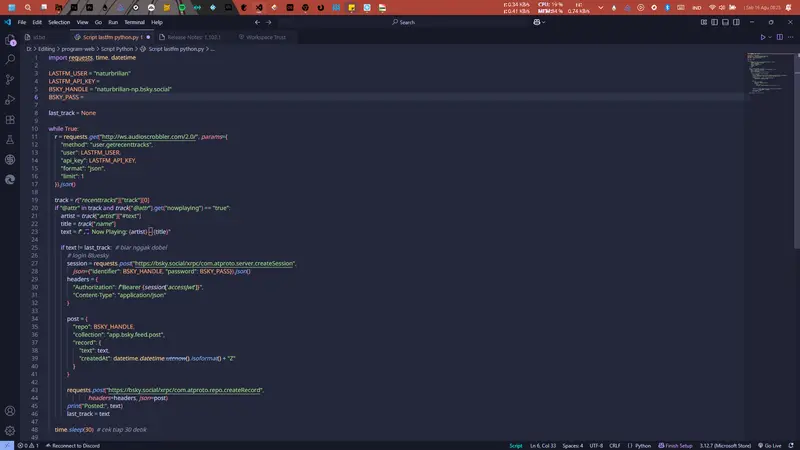 File Edit Selection View Go Run Terminal Help
Search
Script lastfm python.py 1
Release Notes: 1.103.1
Workspace Trust
D: > Editing > program web > Script Python > Script lastfm python.py > ...
1 import requests, time, datetime
2
3 LASTFM_USER = "naturbrilian"
4 LASTFM_API_KEY =
5 BSKY_HANDLE = "naturbrilian-np.bsky.social"
6 BSKY_PASS =
7
8 last_track = None
9
10 while True:
11 r = requests.get("http://ws.audioscrobbler.com/2.0/", params={
12 "method": "user.getrecenttracks",
13 "user": LASTFM_USER,
14 "api_key": LASTFM_API_KEY,
15 "format": "json",
16 "limit": 1
17 }).json()
18
19 track = r["recenttracks"]["track"][0]
20 if "@attr" in track and track["@attr"].get("nowplaying") == "true":
21 artist = track["artist"]["#text"]
22 title = track["name"]
23 text = f"🎵 Now Playing: {artist} – {title}"
24
25 if text != last_track: # biar nggak dobel
26 # login Bluesky
27 session = requests.post("https://bsky.social/xrpc/com.atproto.server.createSession",
28 json={"identifier": BSKY_HANDLE, "password": BSKY_PASS}).json()
29 headers = {
30 "Authorization": f"Bearer {session['accessJwt']}",
31 "Content-Type": "application/json"
32 }
33
34 post = {
35 "repo": BSKY_HANDLE,
36 "collection": "app.bsky.feed.post",
37 "record": {
38 "text": text,
39 "createdAt": datetime.datetime.utcnow().isoformat() + "Z"
40 }
41 }
42
43 requests.post("https://bsky.social/xrpc/com.atproto.repo.createRecord",
44 headers=headers, json=post)
45 print("Posted:", text)
46 last_track = text
47
48 time.sleep(30) # cek tiap 30 detik
49
Reconnect to Discord
Script Ln 6, Col 33 Spaces: 4 UTF-8 CRLF Python Finish Setup 3.12.7 (Microsoft Store) Go Live